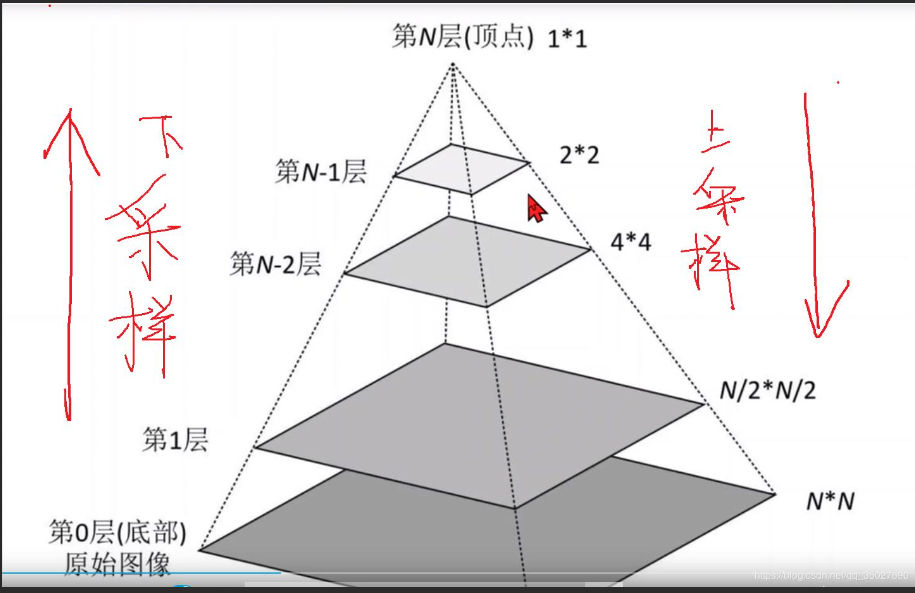 第N层(顶点) 1*1
下采样
上采样
第N-1层
2*2
第N-2层
4*4
第1层
N/2*N/2
第0层(底部)
原始图像
N*N